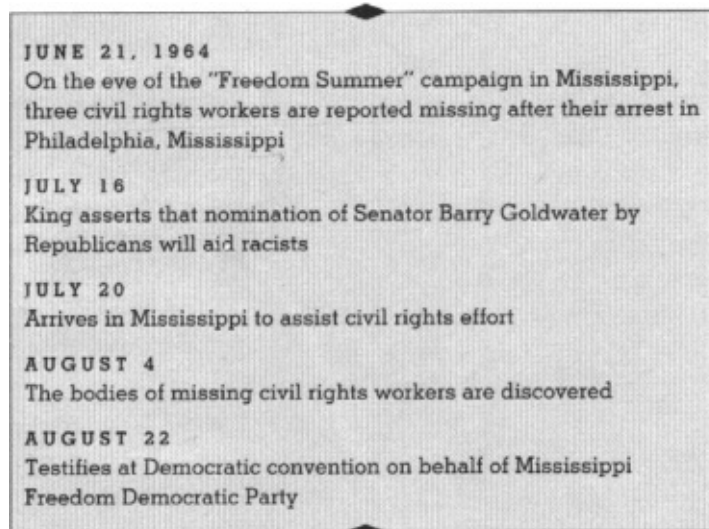 JUNE 21, 1964
On the eve of the "Freedom Summer" campaign in Mississippi,
three civil rights workers are reported missing after their arrest in
Philadelphia, Mississippi
JULY 16
King asserts that nomination of Senator Barry Goldwater by
Republicans will aid racists
JULY 20
Arrives in Mississippi to assist civil rights effort
AUGUST 4
The bodies of missing civil rights workers are discovered
AUGUST 22
Testifies at Democratic convention on behalf of Mississippi
Freedom Democratic Party